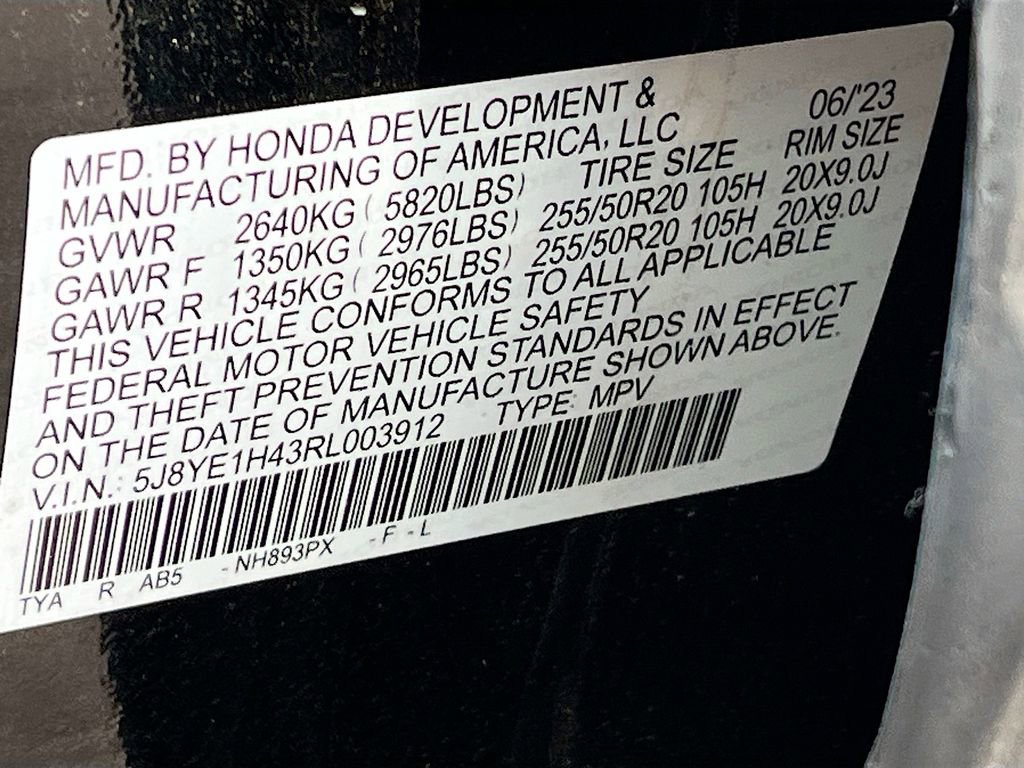 MFD. BY HONDA DEVELOPMENT & 06/'23
MANUFACTURING OF AMERICA, LLC
TIRE SIZE RIM SIZE
GVWR 2640KG ( 5820LBS)
GAWR F 1350KG ( 2976LBS) 255/50R20 105H 20X9.0J
GAWR R 1345KG ( 2965LBS) 255/50R20 105H 20X9.0J
THIS VEHICLE CONFORMS TO ALL APPLICABLE
FEDERAL MOTOR VEHICLE SAFETY
AND THEFT PREVENTION STANDARDS IN EFFECT
ON THE DATE OF MANUFACTURE SHOWN ABOVE.
V.I.N.: 5J8YE1H43RL003912 TYPE: MPV
TYA R AB5 - NH893PX - F - L